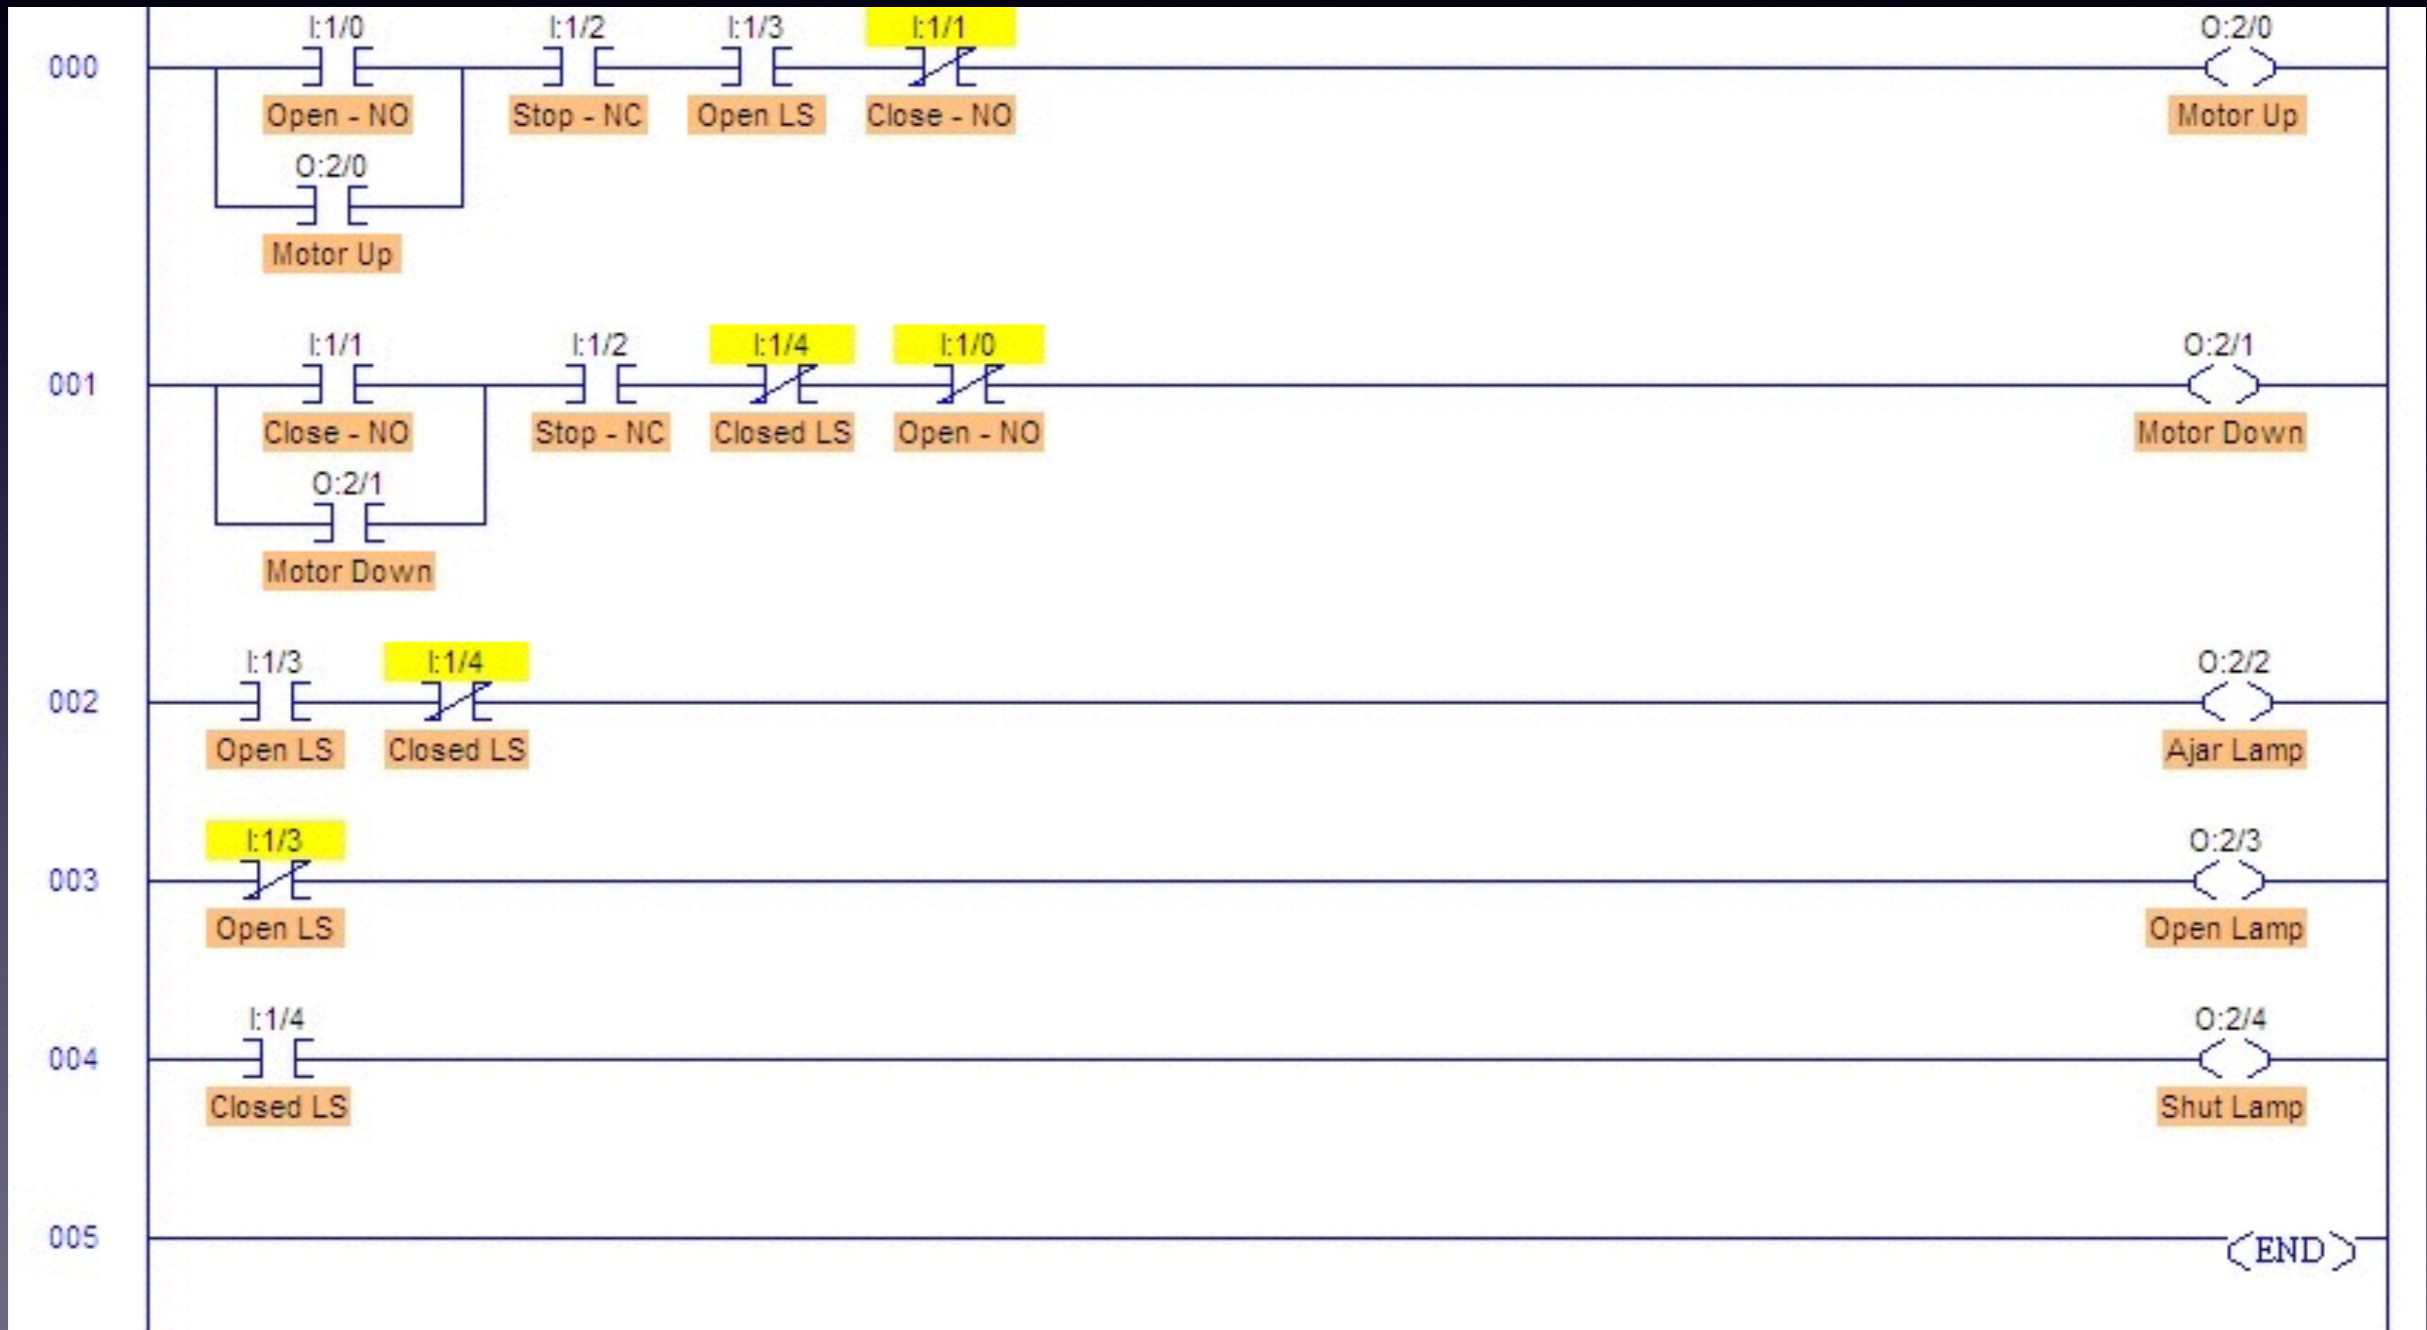 I:1/0 I:1/2 I:1/3 I:1/1 O:2/0
000
Open - NO Stop - NC Open LS Close - NO Motor Up
O:2/0
Motor Up
I:1/1 I:1/2 I:1/4 I:1/0 O:2/1
001
Close - NO Stop - NC Closed LS Open - NO Motor Down
O:2/1
Motor Down
I:1/3 I:1/4 O:2/2
002
Open LS Closed LS Ajar Lamp
I:1/3 O:2/3
003
Open LS Open Lamp
I:1/4 O:2/4
004
Closed LS Shut Lamp
005 END